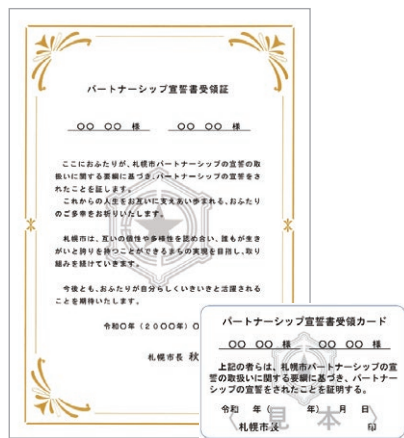 パートナーシップ宣誓書受領証
〇〇 〇〇 様 〇〇 〇〇 様
ここにおふたりが、札幌市パートナーシップの宣誓の取
扱いに関する要綱に基づき、パートナーシップの宣誓をさ
れたことを証します。
これからの人生をお互いに支えあい歩まれる、おふたり
のご多幸をお祈りいたします。
札幌市は、互いの個性や多様性を認め合い、誰もが生き
がいと誇りを持つことができるまちの実現を目指し、取り
組みを続けていきます。
今後とも、おふたりが自分らしくいきいきと活躍される
ことを期待いたします。
令和〇年(2000年)〇
札幌市長 秋
パートナーシップ宣誓書受領カード
〇〇 〇〇 様 〇〇 〇〇 様
上記の者らは、札幌市パートナーシップの宣
誓の取扱いに関する要綱に基づき、パートナー
シップの宣誓をされたことを証明する。
令和 年( 年) 月 日
札幌市長 印
見本